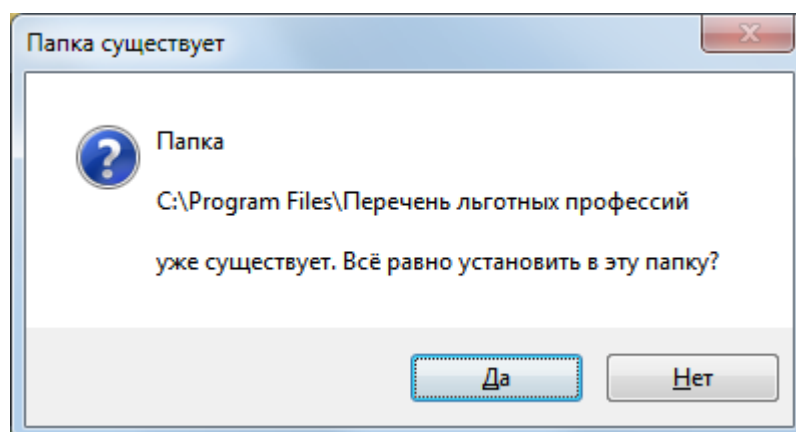 Папка существует
Папка
C:\Program Files\Перечень льготных профессий
уже существует. Всё равно установить в эту папку?
Да
Нет